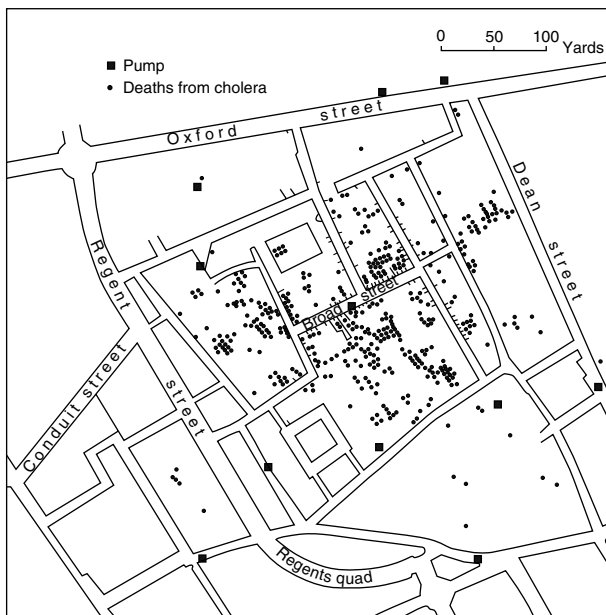 0 50 100
Yards
Pump
Deaths from cholera
Oxford street
Dean street
Regent street
Broad street
Conduit street
Regents quad